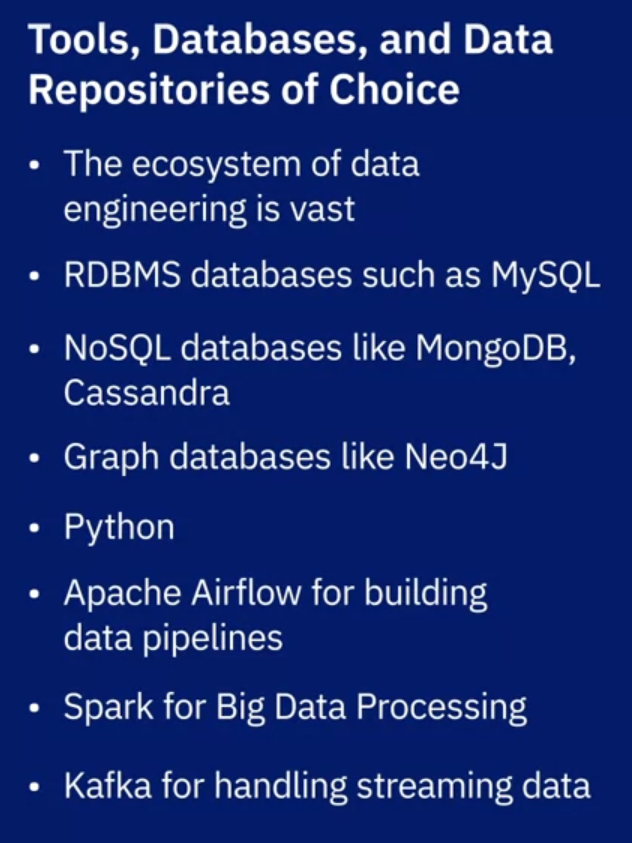 Tools, Databases, and Data
Repositories of Choice
• The ecosystem of data
engineering is vast
• RDBMS databases such as MySQL
• NoSQL databases like MongoDB,
Cassandra
• Graph databases like Neo4J
• Python
• Apache Airflow for building
data pipelines
• Spark for Big Data Processing
• Kafka for handling streaming data